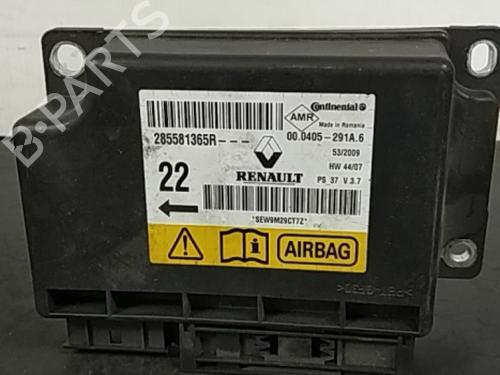 B-PARTS
Continental
AMR
Made in Romania
285581365R---
00.0405-291A.6
53/2009
HW 44/07
22
RENAULT
PS 37 V.3.7
*SEW9M29CT7Z*
AIRBAG